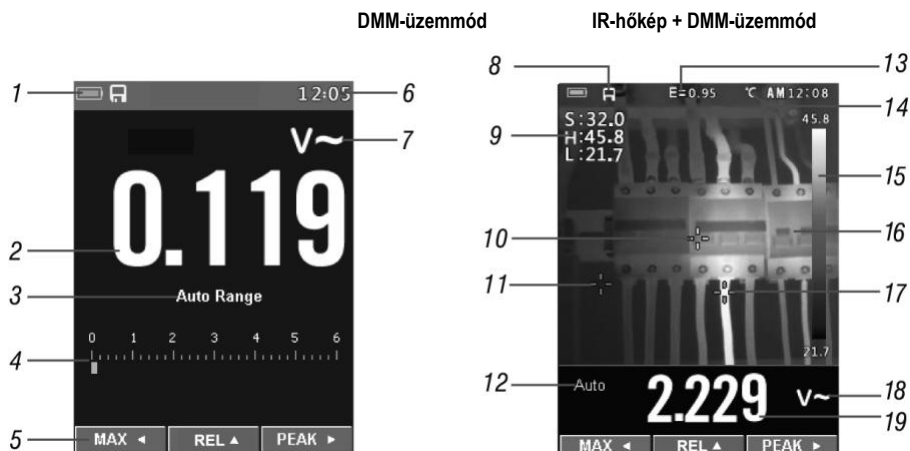 DMM-üzemmód
IR-hőkép + DMM-üzemmód
1
12:05
6
V~
7
0.119
2
3
Auto Range
0 1 2 3 4 5 6
4
5
MAX ◄ REL ▲ PEAK ►
8
13
E=0.95 ℃ AM12:08
14
S:32.0
9
H:45.8
L:21.7
45.8
15
10
16
11
17
21.7
12
Auto
2.229
V~
18
19
MAX ◄ REL ▲ PEAK ►